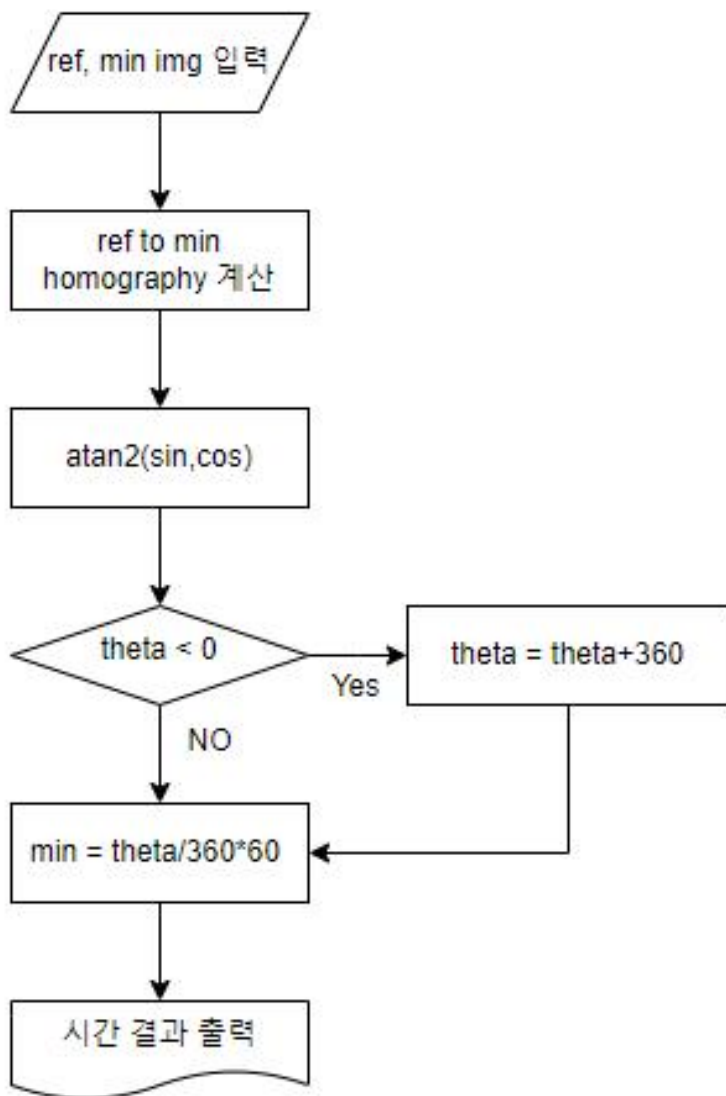 ref, min img 입력
ref to min
homography 계산
atan2(sin,cos)
theta < 0
Yes
theta = theta+360
NO
min = theta/360*60
시간 결과 출력